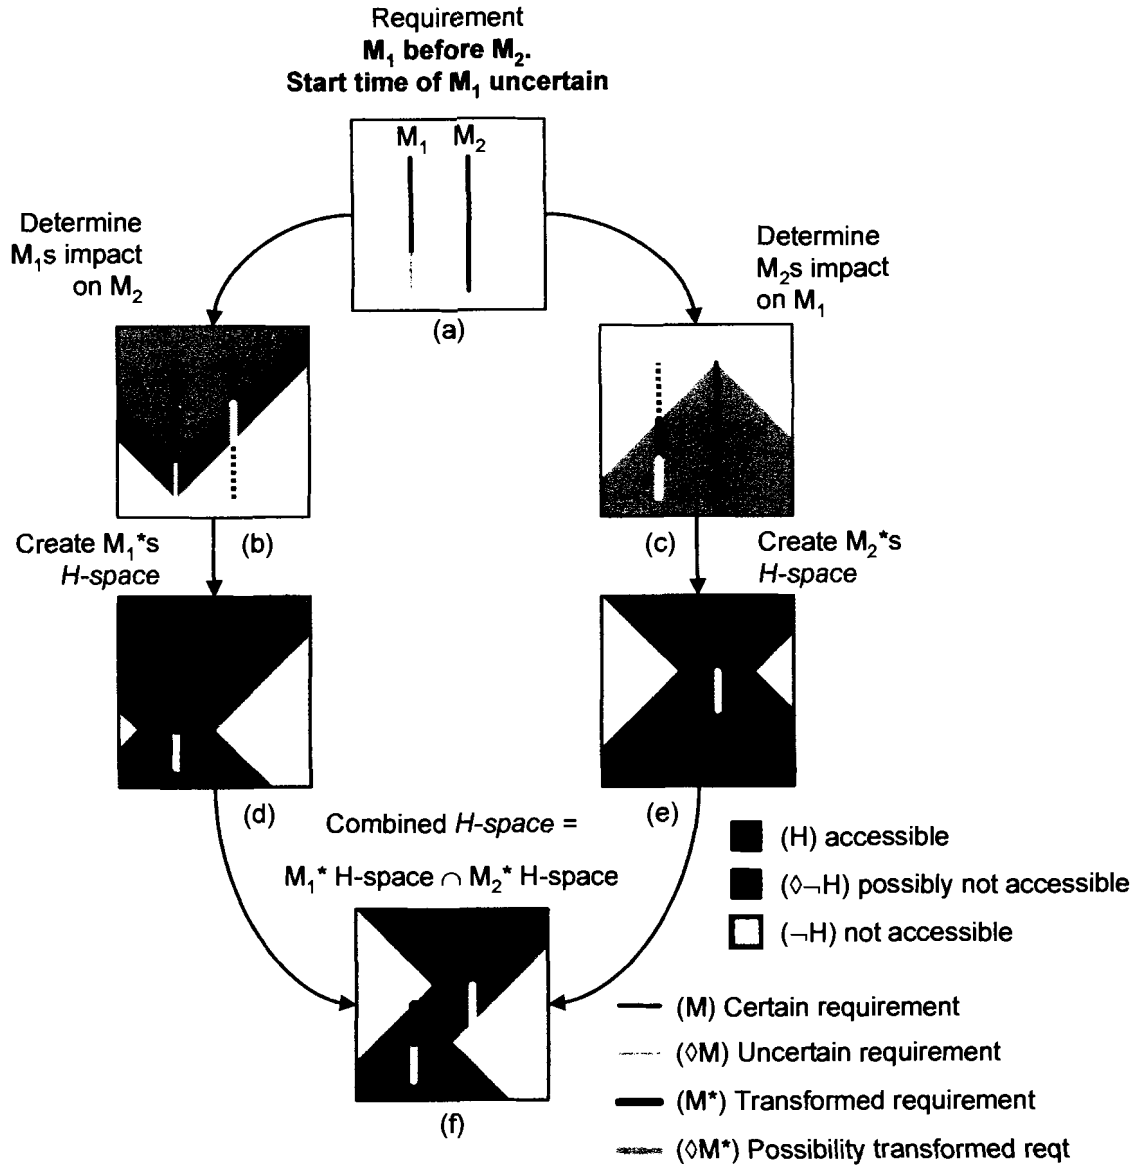 Requirement
M₁ before M₂.
Start time of M₁ uncertain
M₁ M₂
(a)
Determine
M₁s impact
on M₂
Determine
M₂s impact
on M₁
(b)
(c)
Create M₁*s
H-space
Create M₂*s
H-space
(d)
(e)
Combined H-space =
M₁* H-space ∩ M₂* H-space
(f)
(H) accessible
(◊¬H) possibly not accessible
(¬H) not accessible
(M) Certain requirement
(◊M) Uncertain requirement
(M*) Transformed requirement
(◊M*) Possibility transformed reqt